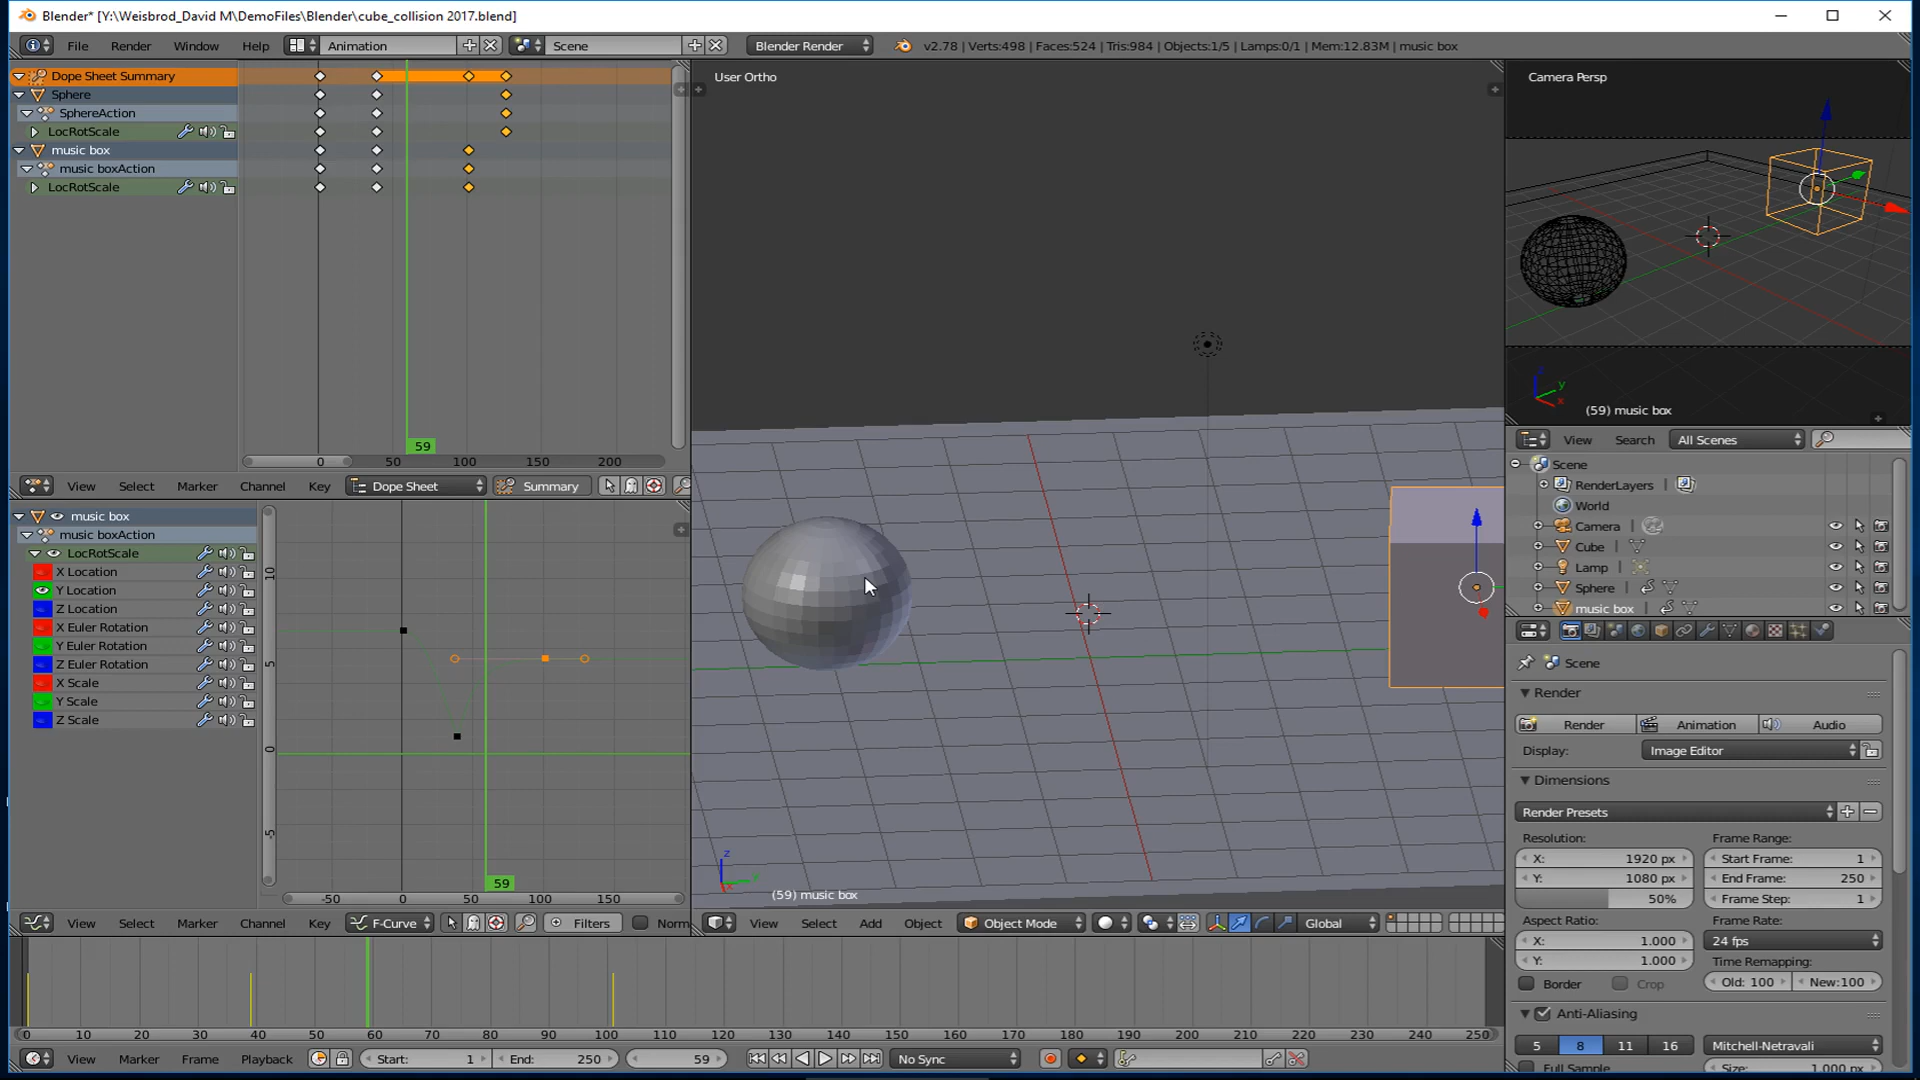 Blender* [Y:\Weisbrod_David M\DemoFiles\Blender\cube_collision 2017.blend]
File Render Window Help Animation Scene Blender Render v2.78 | Verts:498 | Faces:524 | Tris:984 | Objects:1/5 | Lamps:0/1 | Mem:12.83M | music box
Dope Sheet Summary
Sphere
SphereAction
LocRotScale
music box
music boxAction
LocRotScale
59
0 50 100 150 200
View Select Marker Channel Key Dope Sheet Summary
music box
music boxAction
LocRotScale
X Location
Y Location
Z Location
X Euler Rotation
Y Euler Rotation
Z Euler Rotation
X Scale
Y Scale
Z Scale
10
5
0
-5
59
-50 0 50 100 150
View Select Marker Channel Key F-Curve Filters Norm
User Ortho
z
(59) music box
View Select Add Object Object Mode Global
Camera Persp
y
x
(59) music box
View Search All Scenes
Scene
RenderLayers
World
Camera
Cube
Lamp
Sphere
music box
Scene
Render
Render Animation Audio
Display: Image Editor
Dimensions
Render Presets
Resolution: Frame Range:
X: 1920 px Start Frame: 1
Y: 1080 px End Frame: 250
50% Frame Step: 1
Aspect Ratio: Frame Rate:
X: 1.000 24 fps
Y: 1.000 Time Remapping:
Border Crop Old: 100 New:100
Anti-Aliasing
5 8 11 16 Mitchell-Netravali
Full Sample Size: 1.000 px
0 10 20 30 40 50 60 70 80 90 100 110 120 130 140 150 160 170 180 190 200 210 220 230 240 250
View Marker Frame Playback Start: 1 End: 250 59 No Sync